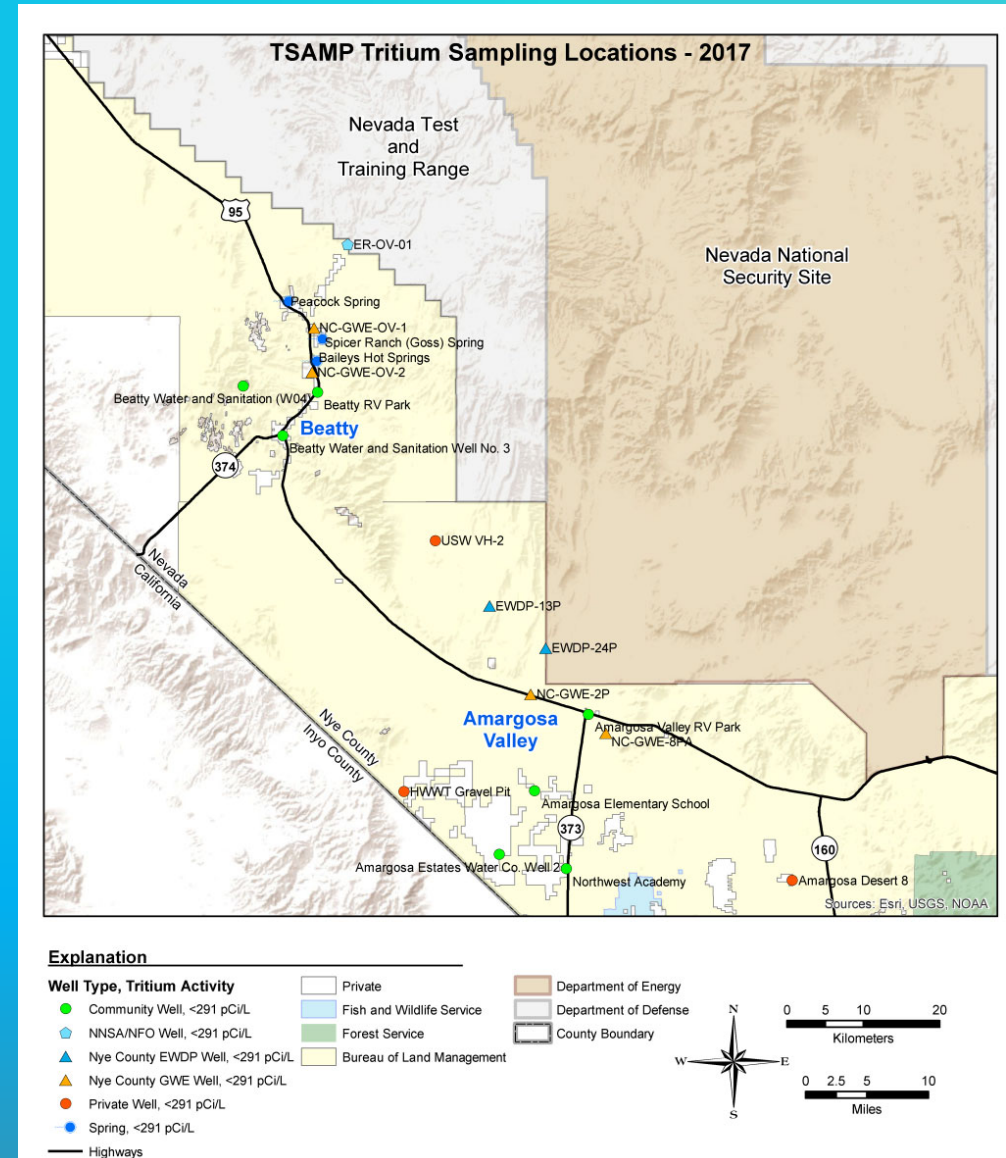 TSAMP Tritium Sampling Locations - 2017
Nevada Test
and
Training Range
95
ER-OV-01
Nevada National
Security Site
Peacock Spring
NC-GWE-OV-1
Spicer Ranch (Goss) Spring
Baileys Hot Springs
NC-GWE-OV-2
Beatty Water and Sanitation (W04)
Beatty RV Park
Beatty
Beatty Water and Sanitation Well No. 3
374
USW VH-2
Nevada
California
EWDP-13P
EWDP-24P
NC-GWE-2P
Amargosa
Valley
Amargosa Valley RV Park
NC-GWE-8PA
Nye County
Inyo County
HWWT Gravel Pit
Amargosa Elementary School
373
160
Amargosa Estates Water Co. Well 2
Northwest Academy
Amargosa Desert 8
Sources: Esri, USGS, NOAA
Explanation
Well Type, Tritium Activity
Community Well, <291 pCi/L
NNSA/NFO Well, <291 pCi/L
Nye County EWDP Well, <291 pCi/L
Nye County GWE Well, <291 pCi/L
Private Well, <291 pCi/L
Spring, <291 pCi/L
Highways
Private
Fish and Wildlife Service
Forest Service
Bureau of Land Management
Department of Energy
Department of Defense
County Boundary
N
W E
S
0 5 10 20
Kilometers
0 2.5 5 10
Miles